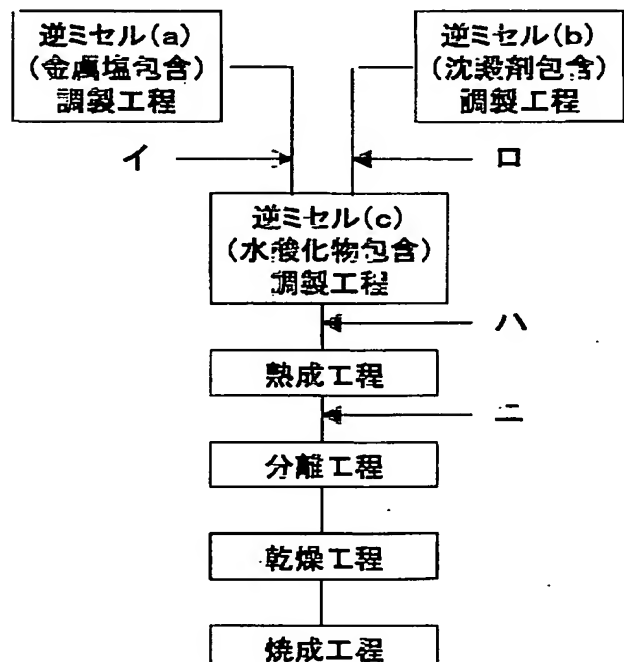 逆ミセル(a)
(金属塩包含)
調製工程
逆ミセル(b)
(沈殿剤包含)
調製工程
イ
ロ
逆ミセル(c)
(水酸化物包含)
調製工程
ハ
熟成工程
ニ
分離工程
乾燥工程
焼成工程